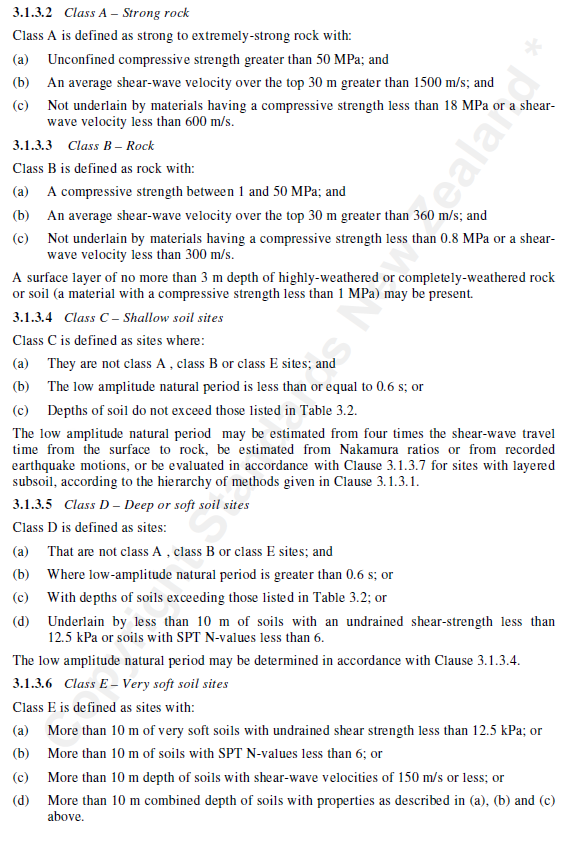 3.1.3.2 Class A – Strong rock
Class A is defined as strong to extremely-strong rock with:
(a) Unconfined compressive strength greater than 50 MPa; and
(b) An average shear-wave velocity over the top 30 m greater than 1500 m/s; and
(c) Not underlain by materials having a compressive strength less than 18 MPa or a shear-
wave velocity less than 600 m/s.
3.1.3.3 Class B – Rock
Class B is defined as rock with:
(a) A compressive strength between 1 and 50 MPa; and
(b) An average shear-wave velocity over the top 30 m greater than 360 m/s; and
(c) Not underlain by materials having a compressive strength less than 0.8 MPa or a shear-
wave velocity less than 300 m/s.
A surface layer of no more than 3 m depth of highly-weathered or completely-weathered rock
or soil (a material with a compressive strength less than 1 MPa) may be present.
3.1.3.4 Class C – Shallow soil sites
Class C is defined as sites where:
(a) They are not class A , class B or class E sites; and
(b) The low amplitude natural period is less than or equal to 0.6 s; or
(c) Depths of soil do not exceed those listed in Table 3.2.
The low amplitude natural period may be estimated from four times the shear-wave travel
time from the surface to rock, be estimated from Nakamura ratios or from recorded
earthquake motions, or be evaluated in accordance with Clause 3.1.3.7 for sites with layered
subsoil, according to the hierarchy of methods given in Clause 3.1.3.1.
3.1.3.5 Class D – Deep or soft soil sites
Class D is defined as sites:
(a) That are not class A , class B or class E sites; and
(b) Where low-amplitude natural period is greater than 0.6 s; or
(c) With depths of soils exceeding those listed in Table 3.2; or
(d) Underlain by less than 10 m of soils with an undrained shear-strength less than
12.5 kPa or soils with SPT N-values less than 6.
The low amplitude natural period may be determined in accordance with Clause 3.1.3.4.
3.1.3.6 Class E – Very soft soil sites
Class E is defined as sites with:
(a) More than 10 m of very soft soils with undrained shear strength less than 12.5 kPa; or
(b) More than 10 m of soils with SPT N-values less than 6; or
(c) More than 10 m depth of soils with shear-wave velocities of 150 m/s or less; or
(d) More than 10 m combined depth of soils with properties as described in (a), (b) and (c)
above.
Copyright Standards New Zealand *